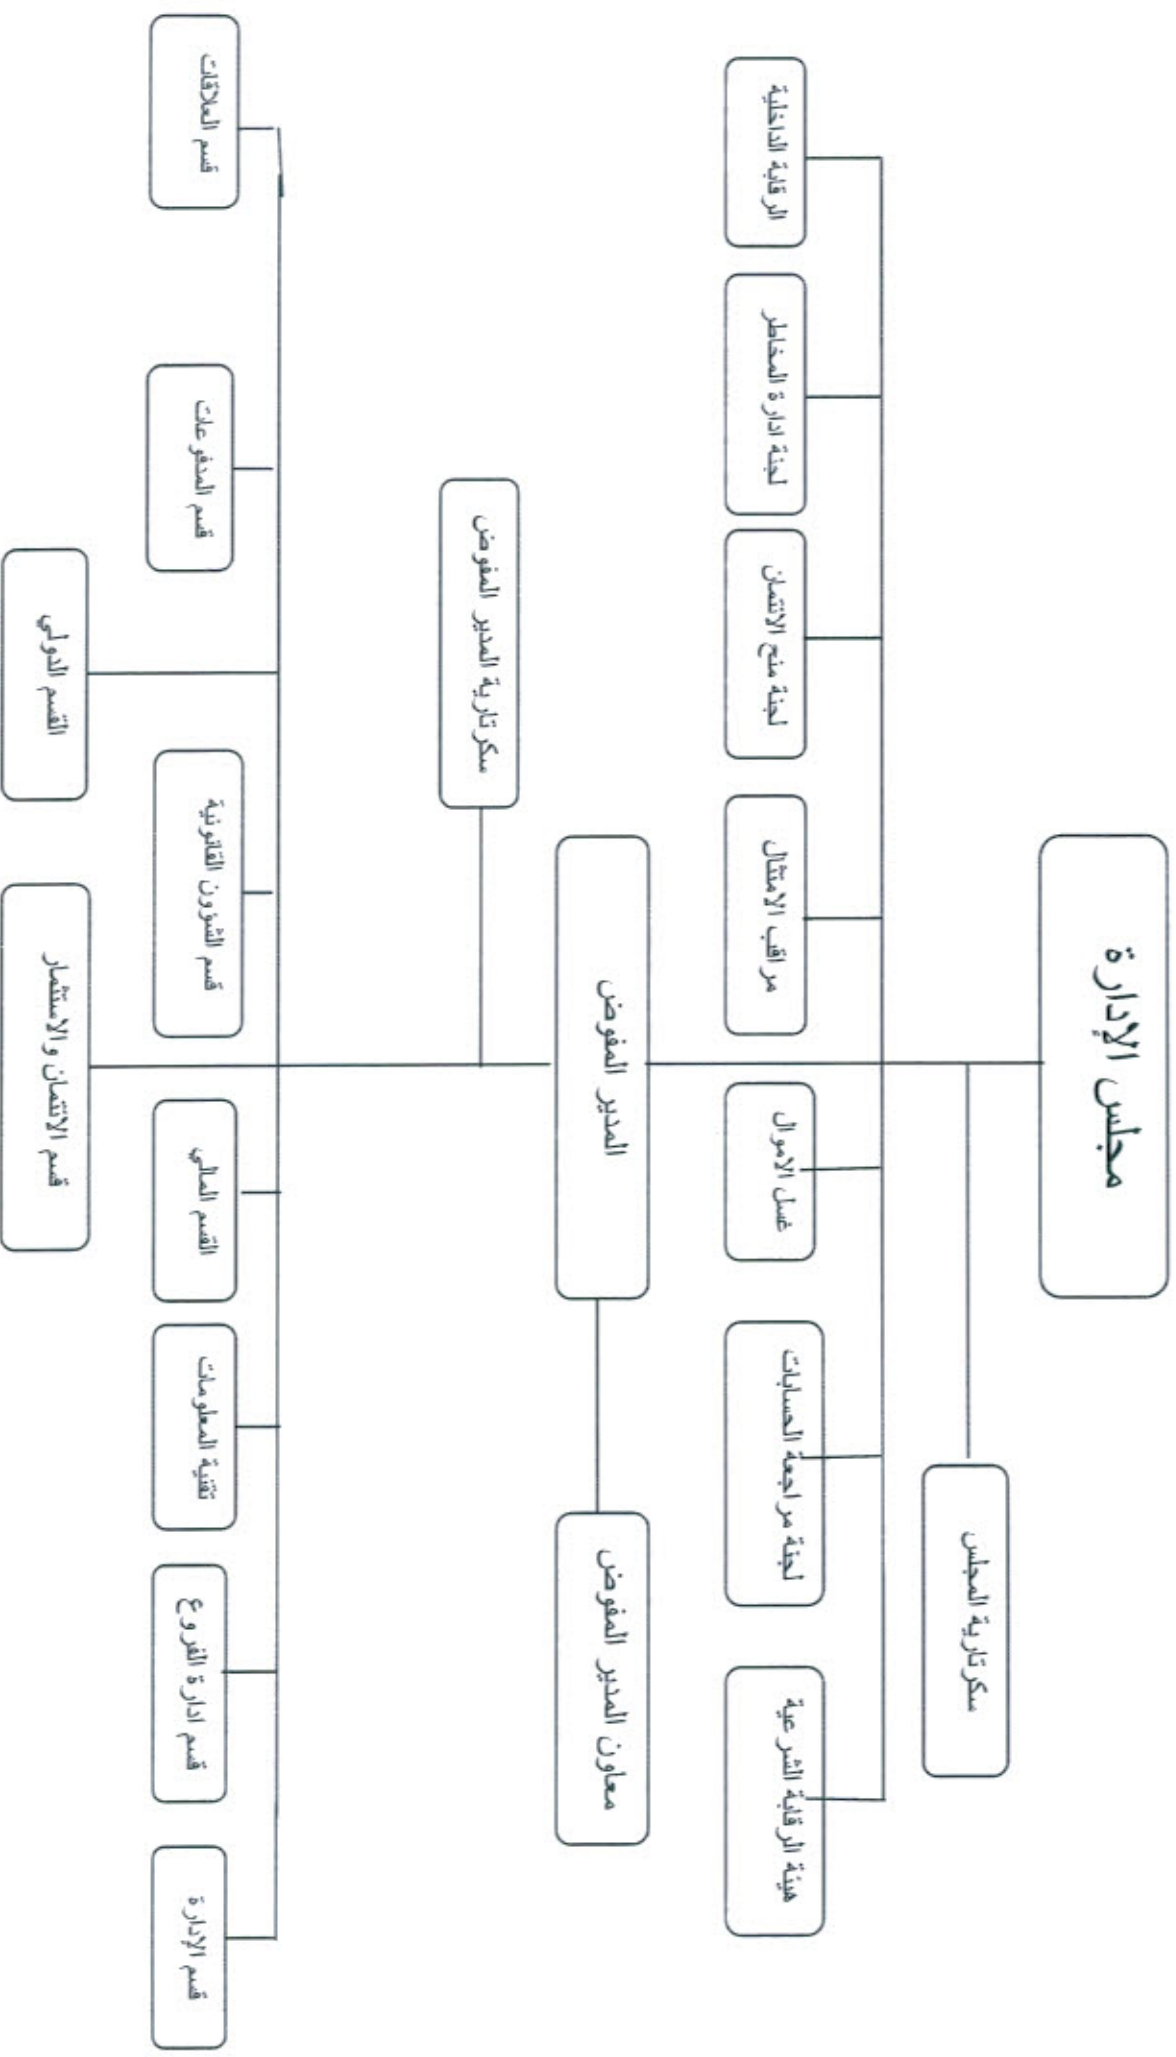 مجلس الإدارة
سكرتارية المجلس
هيئة الرقابة الشرعية
لجنة مراجعة الحسابات
غسل الاموال
مراقب الامتثال
لجنة منح الائتمان
لجنة ادارة المخاطر
الرقابة الداخلية
معاون المدير المفوض
المدير المفوض
سكرتارية المدير المفوض
قسم الإدارة
قسم ادارة الفروع
تقنية المعلومات
القسم المالي
قسم الشؤون القانونية
قسم المدفوعات
قسم العلاقات
قسم الائتمان والاستثمار
القسم الدولي